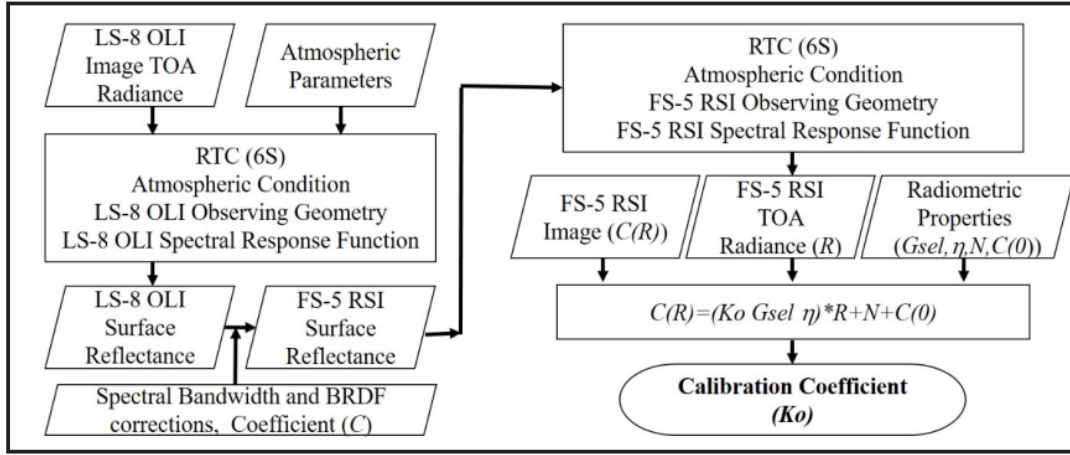 LS-8 OLI
Image TOA
Radiance
Atmospheric
Parameters
RTC (6S)
Atmospheric Condition
LS-8 OLI Observing Geometry
LS-8 OLI Spectral Response Function
LS-8 OLI
Surface
Reflectance
FS-5 RSI
Surface
Reflectance
Spectral Bandwidth and BRDF
corrections, Coefficient (C)
RTC (6S)
Atmospheric Condition
FS-5 RSI Observing Geometry
FS-5 RSI Spectral Response Function
FS-5 RSI
Image (C(R))
FS-5 RSI
TOA
Radiance (R)
Radiometric
Properties
(Gsel, η,N,C(0))
C(R)=(Ko Gsel η)*R+N+C(0)
Calibration Coefficient
(Ko)